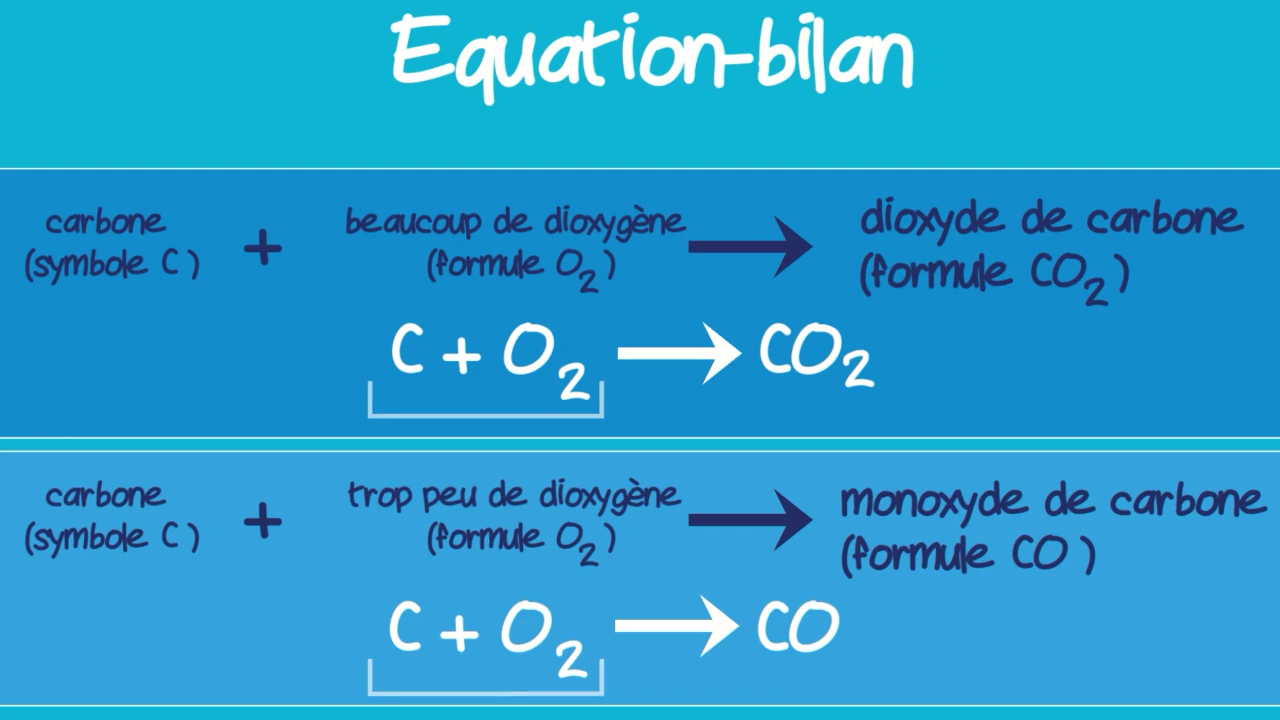 Equation-bilan
carbone + beaucoup de dioxygène → dioxyde de carbone
(symbole C ) (formule O₂) (formule CO₂)
C + O₂ → CO₂
carbone + trop peu de dioxygène → monoxyde de carbone
(symbole C ) (formule O₂) (formule CO )
C + O₂ → CO